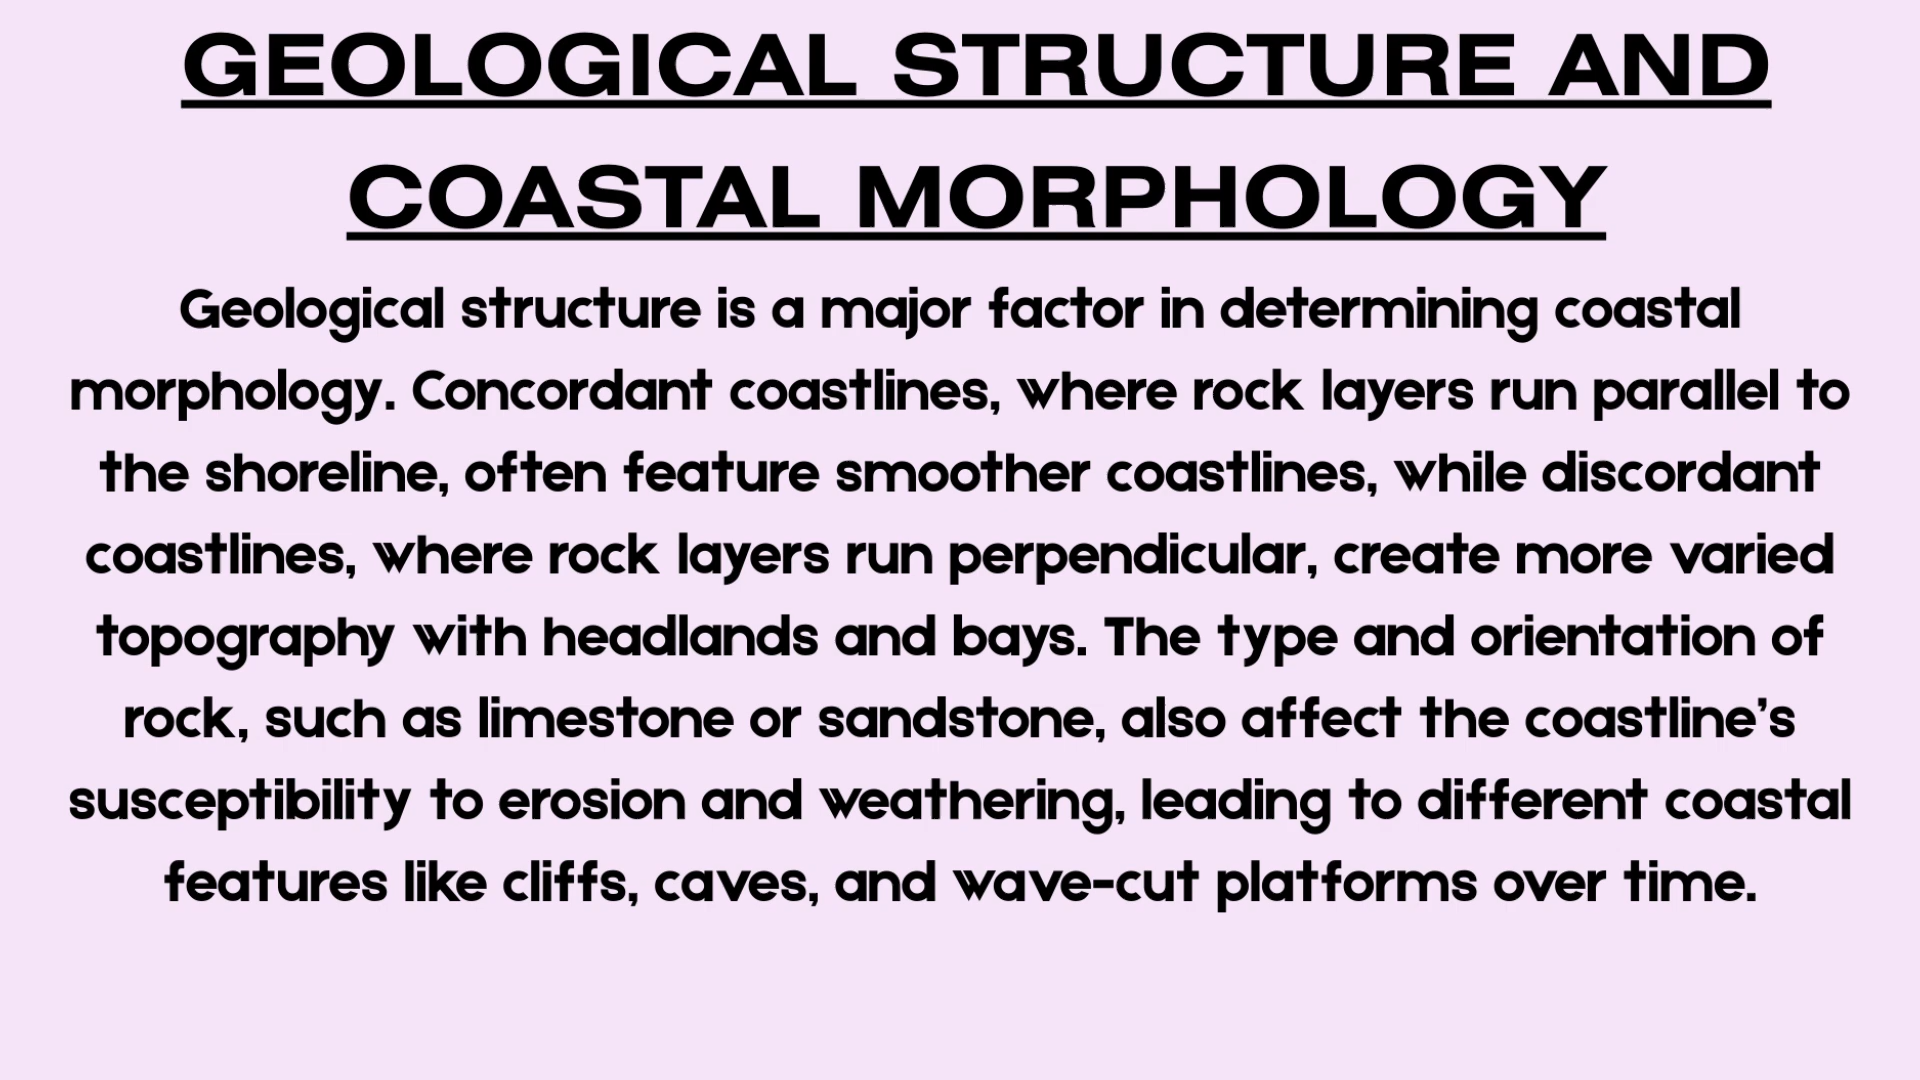 GEOLOGICAL STRUCTURE AND
COASTAL MORPHOLOGY
Geological structure is a major factor in determining coastal
morphology. Concordant coastlines, where rock layers run parallel to
the shoreline, often feature smoother coastlines, while discordant
coastlines, where rock layers run perpendicular, create more varied
topography with headlands and bays. The type and orientation of
rock, such as limestone or sandstone, also affect the coastline’s
susceptibility to erosion and weathering, leading to different coastal
features like cliffs, caves, and wave-cut platforms over time.